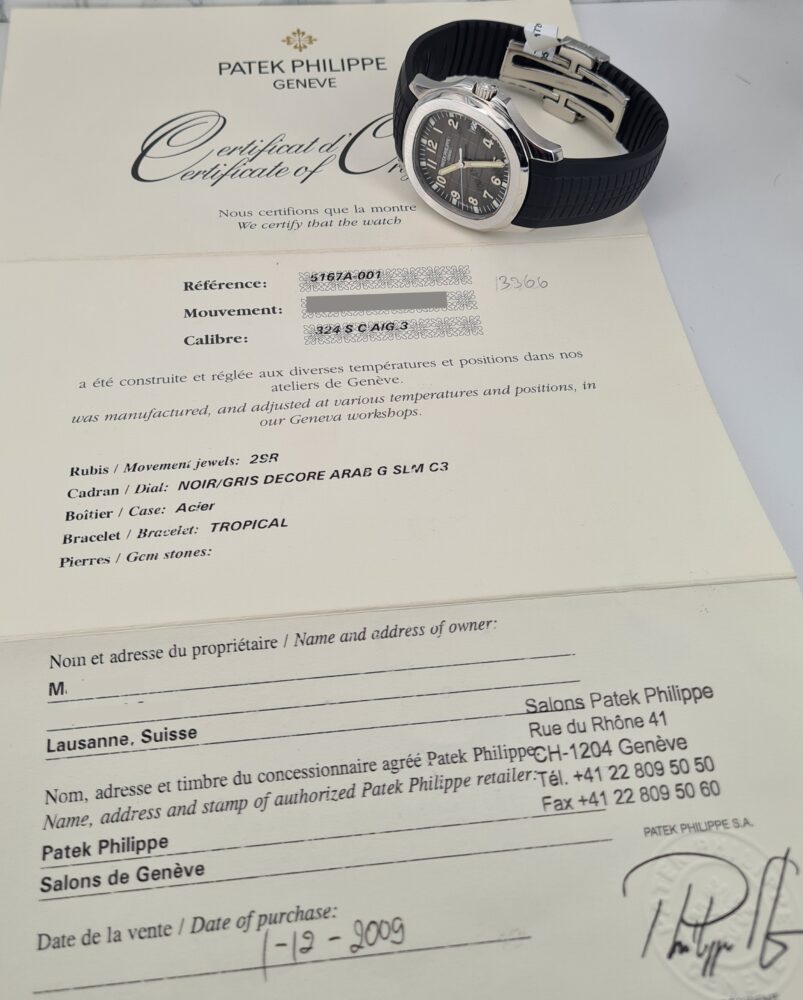 PATEK PHILIPPE
GENEVE
Certificat d'
Certificate of
Nous certifions que la montre
We certify that the watch
Référence: 5167A-001
13366
Mouvement:
Calibre: 324 S C AIG.3
a été construite et réglée aux diverses températures et positions dans nos
ateliers de Genève.
was manufactured, and adjusted at various temperatures and positions, in
our Geneva workshops.
Rubis / Movement jewels: 29R
Cadran / Dial: NOIR/GRIS DECORE ARAB G SLM C3
Boîtier / Case: Acier
Bracelet / Bracelet: TROPICAL
Pierres / Gem stones:
Nom et adresse du propriétaire / Name and address of owner:
M.
Lausanne, Suisse
Salons Patek Philippe
Rue du Rhône 41
CH-1204 Genève
Tél. +41 22 809 50 50
Fax +41 22 809 50 60
Nom, adresse et timbre du concessionnaire agréé Patek Philippe
Name, address and stamp of authorized Patek Philippe retailer:
Patek Philippe
Salons de Genève
PATEK PHILIPPE S.A.
Date de la vente / Date of purchase:
1-12-2009